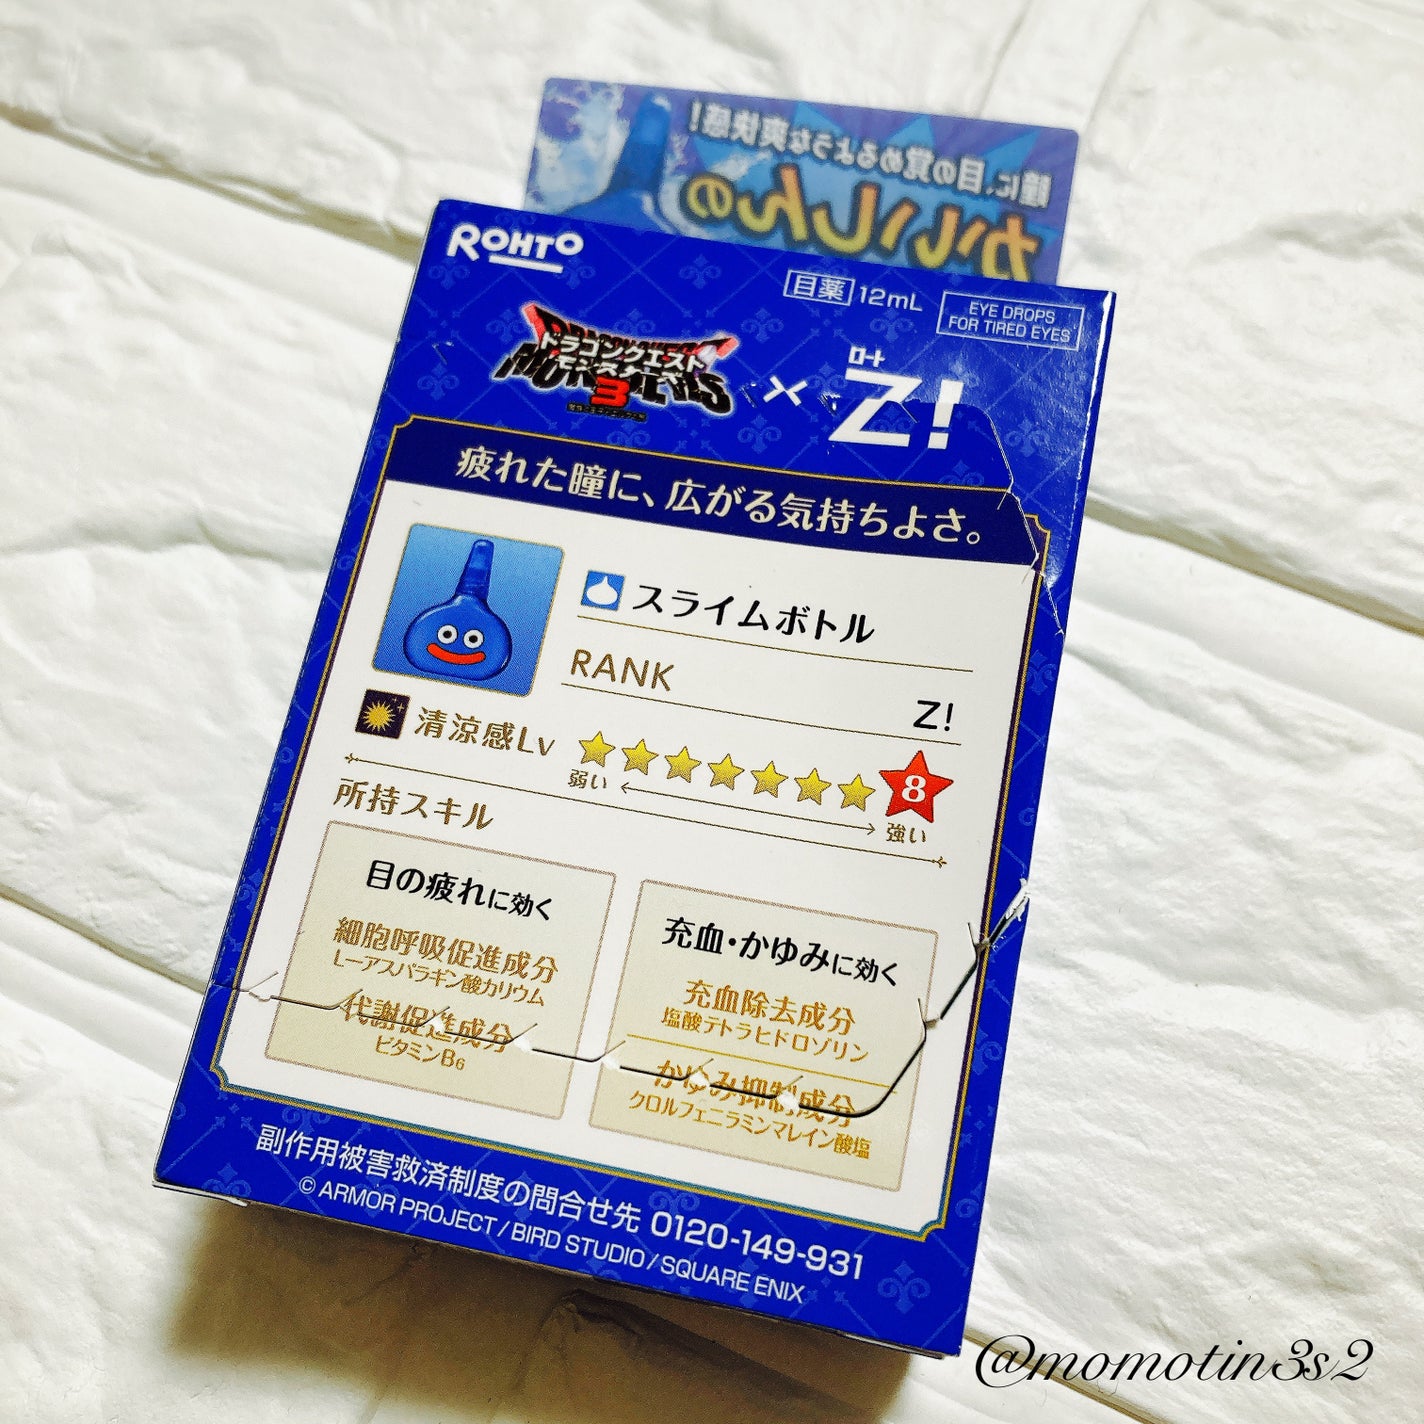 瞳に、目の覚めるような爽快感!
かいしんの
ROHTO
目薬 12mL
EYE DROPS
FOR TIRED EYES
ドラゴンクエスト
モンスターズ
3
×
ロート
Z!
疲れた瞳に、広がる気持ちよさ。
スライムボトル
RANK
Z!
清涼感Lv
8
弱い
強い
所持スキル
目の疲れに効く
細胞呼吸促進成分
L-アスパラギン酸カリウム
代謝促進成分
ビタミンB6
充血・かゆみに効く
充血除去成分
塩酸テトラヒドロゾリン
かゆみ抑制成分
クロルフェニラミンマレイン酸塩
副作用被害救済制度の問合せ先 0120-149-931
© ARMOR PROJECT / BIRD STUDIO / SQUARE ENIX
@momotin3s2